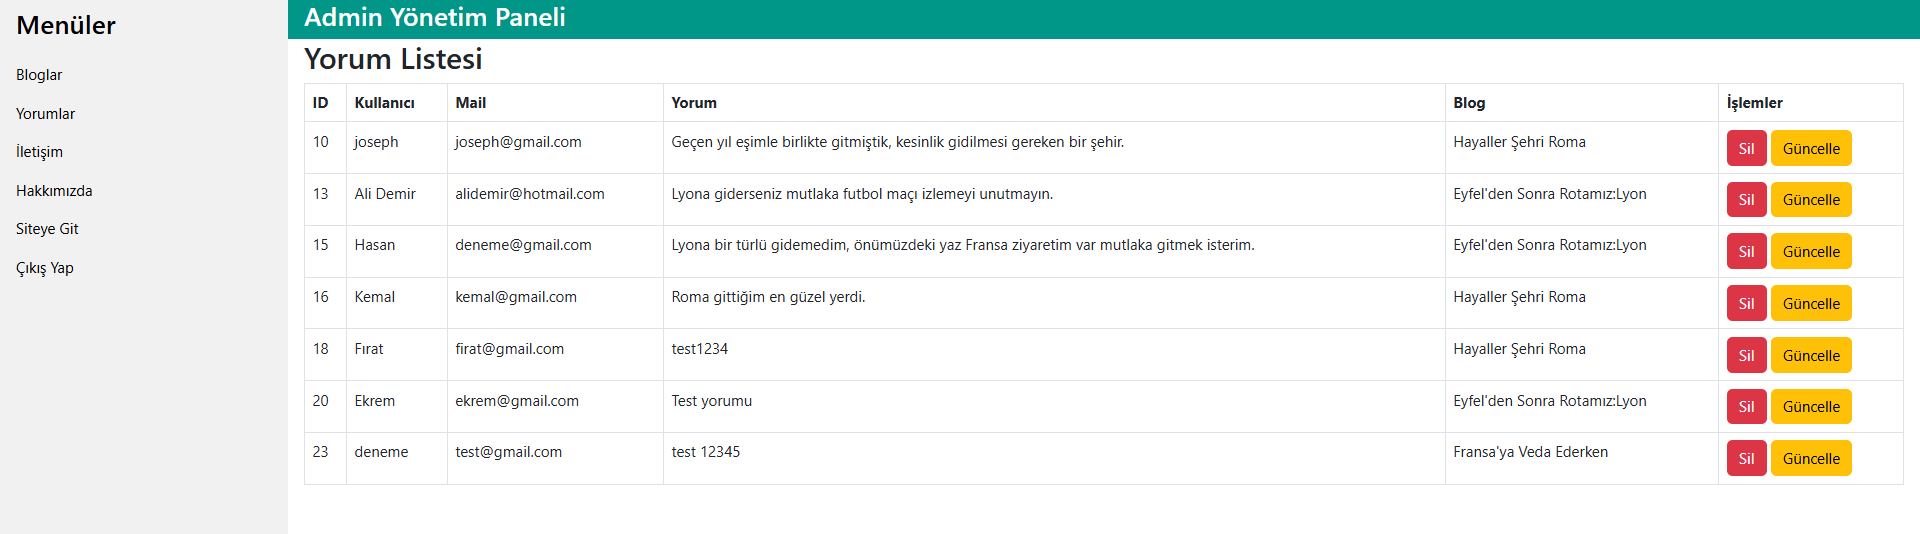 Menüler
Bloglar
Yorumlar
İletişim
Hakkımızda
Siteye Git
Çıkış Yap
Admin Yönetim Paneli
Yorum Listesi
ID Kullanıcı Mail Yorum Blog İşlemler
10 joseph joseph@gmail.com Geçen yıl eşimle birlikte gitmiştik, kesinlik gidilmesi gereken bir şehir. Hayaller Şehri Roma Sil Güncelle
13 Ali Demir alidemir@hotmail.com Lyona giderseniz mutlaka futbol maçı izlemeyi unutmayın. Eyfel'den Sonra Rotamız:Lyon Sil Güncelle
15 Hasan deneme@gmail.com Lyona bir türlü gidemedim, önümüzdeki yaz Fransa ziyaretim var mutlaka gitmek isterim. Eyfel'den Sonra Rotamız:Lyon Sil Güncelle
16 Kemal kemal@gmail.com Roma gittiğim en güzel yerdi. Hayaller Şehri Roma Sil Güncelle
18 Fırat firat@gmail.com test1234 Hayaller Şehri Roma Sil Güncelle
20 Ekrem ekrem@gmail.com Test yorumu Eyfel'den Sonra Rotamız:Lyon Sil Güncelle
23 deneme test@gmail.com test 12345 Fransa'ya Veda Ederken Sil Güncelle